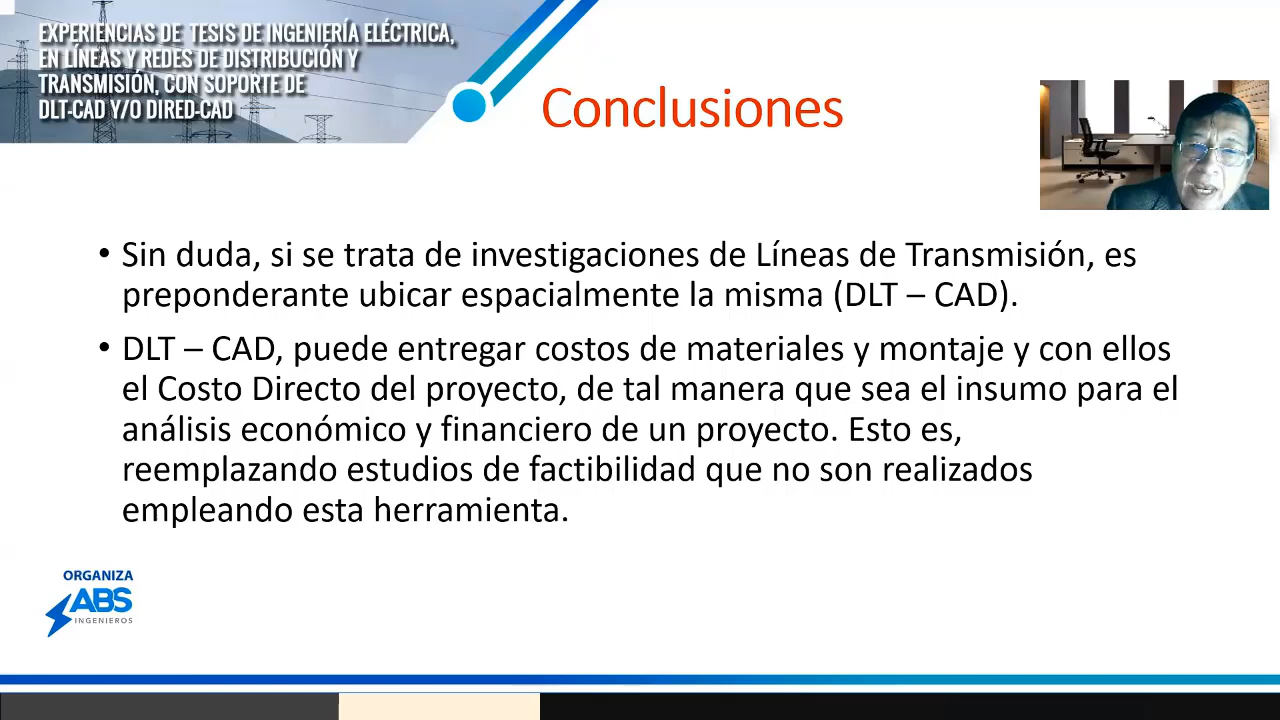 EXPERIENCIAS DE TESIS DE INGENIERÍA ELÉCTRICA,
EN LÍNEAS Y REDES DE DISTRIBUCIÓN Y
TRANSMISIÓN, CON SOPORTE DE
DLT-CAD Y/O DIRED-CAD
Conclusiones
• Sin duda, si se trata de investigaciones de Líneas de Transmisión, es
preponderante ubicar espacialmente la misma (DLT – CAD).
• DLT – CAD, puede entregar costos de materiales y montaje y con ellos
el Costo Directo del proyecto, de tal manera que sea el insumo para el
análisis económico y financiero de un proyecto. Esto es,
reemplazando estudios de factibilidad que no son realizados
empleando esta herramienta.
ORGANIZA
ABS
INGENIEROS